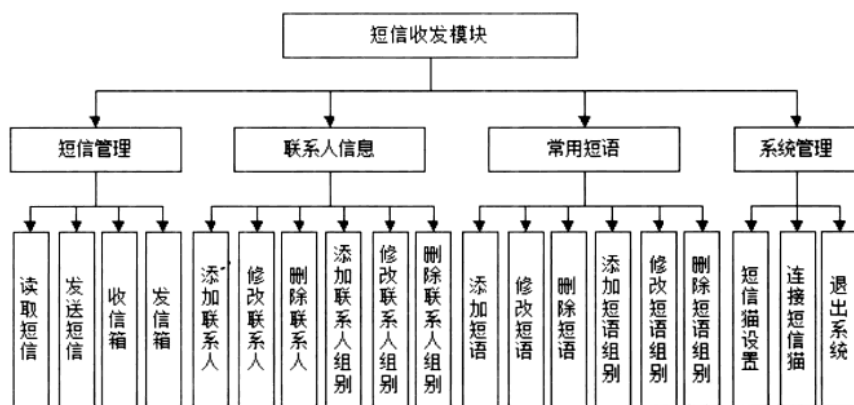 短信收发模块
短信管理
联系人信息
常用短语
系统管理
读取短信
发送短信
收信箱
发信箱
添加联系人
修改联系人
删除联系人
添加联系人组别
修改联系人组别
删除联系人组别
添加短语
修改短语
删除短语
添加短语组别
修改短语组别
删除短语组别
短信猫设置
连接短信猫
退出系统